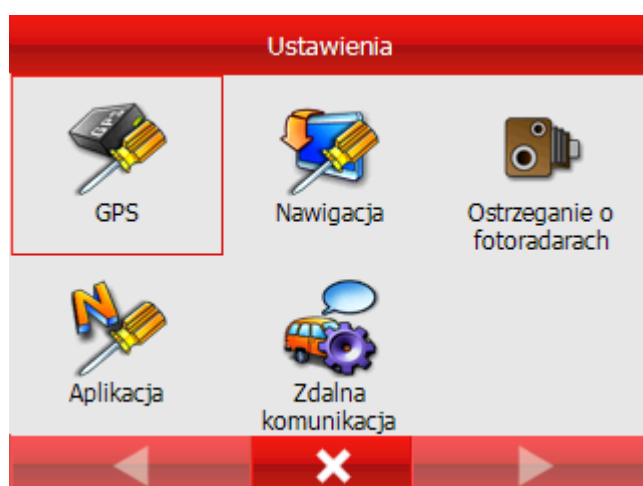 Ustawienia
GPS
Nawigacja
Ostrzeganie o
fotoradarach
Aplikacja
Zdalna
komunikacja